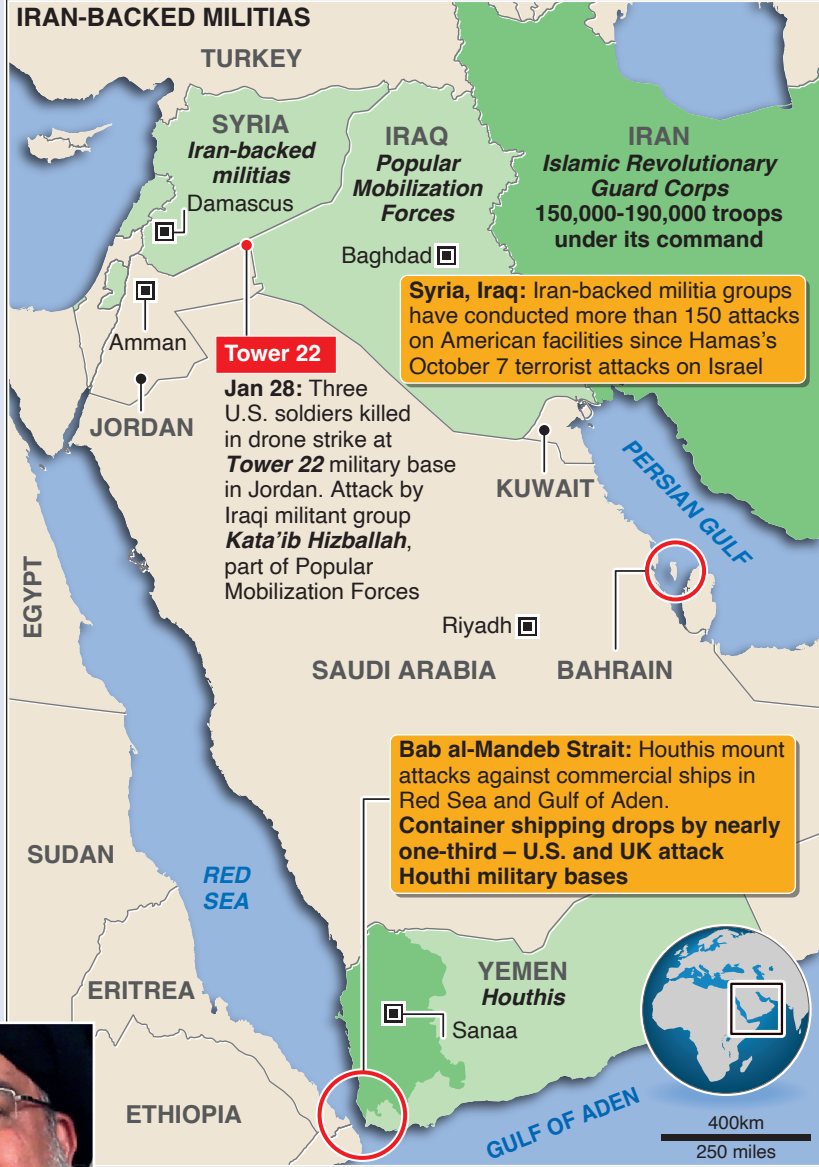 IRAN-BACKED MILITIAS
TURKEY
SYRIA
Iran-backed
militias
Damascus
IRAQ
Popular
Mobilization
Forces
Baghdad
IRAN
Islamic Revolutionary
Guard Corps
150,000-190,000 troops
under its command
Syria, Iraq: Iran-backed militia groups
have conducted more than 150 attacks
on American facilities since Hamas's
October 7 terrorist attacks on Israel
Amman
JORDAN
Tower 22
Jan 28: Three
U.S. soldiers killed
in drone strike at
Tower 22 military base
in Jordan. Attack by
Iraqi militant group
Kata'ib Hizballah,
part of Popular
Mobilization Forces
KUWAIT
PERSIAN GULF
EGYPT
Riyadh
SAUDI ARABIA
BAHRAIN
Bab al-Mandeb Strait: Houthis mount
attacks against commercial ships in
Red Sea and Gulf of Aden.
Container shipping drops by nearly
one-third – U.S. and UK attack
Houthi military bases
SUDAN
RED
SEA
ERITREA
YEMEN
Houthis
Sanaa
ETHIOPIA
GULF OF ADEN
400km
250 miles